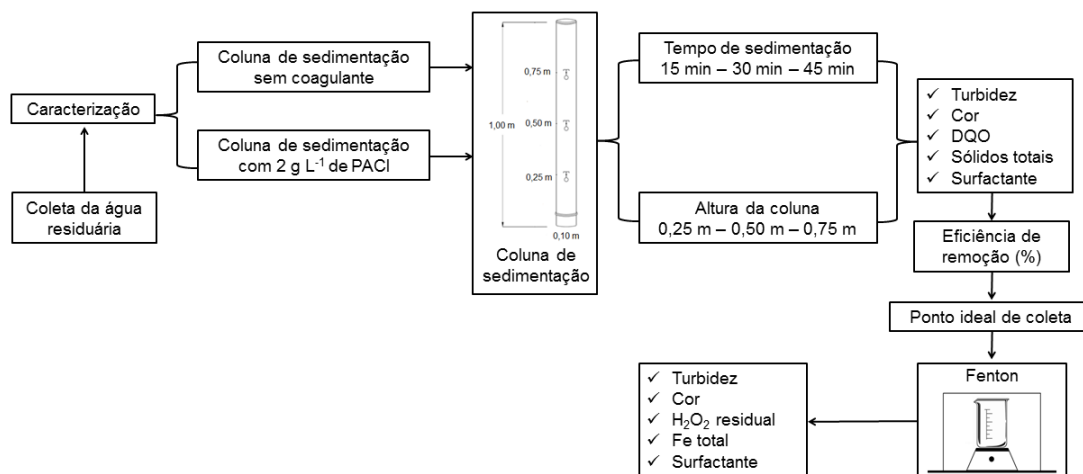 Coleta da água
residuária
Caracterização
Coluna de sedimentação
sem coagulante
Coluna de sedimentação
com 2 g L⁻¹ de PACl
1,00 m
0,75 m
0,50 m
0,25 m
0,10 m
Coluna de
sedimentação
Tempo de sedimentação
15 min – 30 min – 45 min
Altura da coluna
0,25 m – 0,50 m – 0,75 m
✓ Turbidez
✓ Cor
✓ DQO
✓ Sólidos totais
✓ Surfactante
Eficiência de
remoção (%)
Ponto ideal de coleta
Fenton
✓ Turbidez
✓ Cor
✓ H₂O₂ residual
✓ Fe total
✓ Surfactante